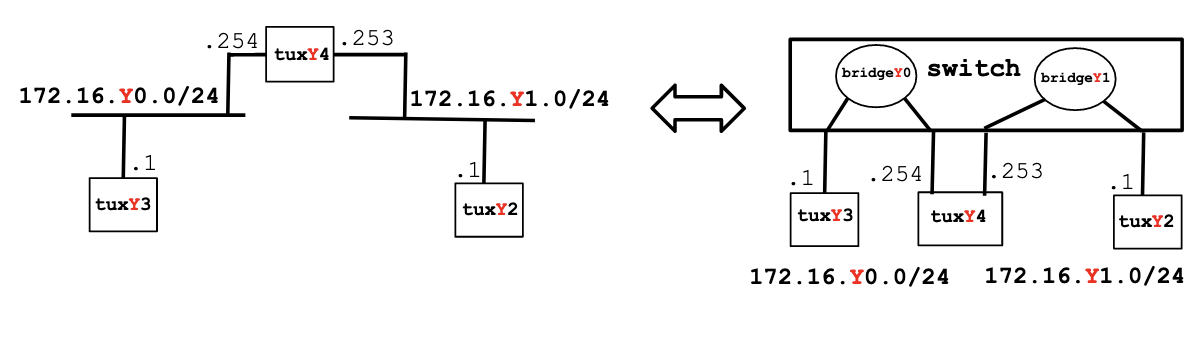 .254
tuxY4
.253
172.16.Y0.0/24
172.16.Y1.0/24
.1
tuxY3
.1
tuxY2
bridgeY0
switch
bridgeY1
.1
.254
.253
.1
tuxY3
tuxY4
tuxY2
172.16.Y0.0/24
172.16.Y1.0/24